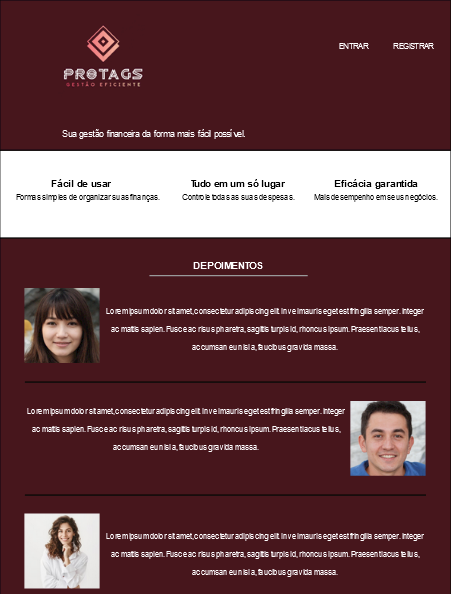 PROTAGS
GESTÃO EFICIENTE
ENTRAR
REGISTRAR
Sua gestão financeira da forma mais fácil possível.
Fácil de usar
Formas simples de organizar suas finanças.
Tudo em um só lugar
Controle todas as suas despesas.
Eficácia garantida
Mais desempenho em seus negócios.
DEPOIMENTOS
Lorem ipsum dolor sit amet, consectetur adipiscing elit. In vel mauris eget est fringilla semper. Integer
ac mattis sapien. Fusce ac risus pharetra, sagittis turpis id, rhoncus ipsum. Praesent lacus tellus,
accumsan eu nisl a, faucibus gravida massa.
Lorem ipsum dolor sit amet, consectetur adipiscing elit. In vel mauris eget est fringilla semper. Integer
ac mattis sapien. Fusce ac risus pharetra, sagittis turpis id, rhoncus ipsum. Praesent lacus tellus,
accumsan eu nisl a, faucibus gravida massa.
Lorem ipsum dolor sit amet, consectetur adipiscing elit. In vel mauris eget est fringilla semper. Integer
ac mattis sapien. Fusce ac risus pharetra, sagittis turpis id, rhoncus ipsum. Praesent lacus tellus,
accumsan eu nisl a, faucibus gravida massa.